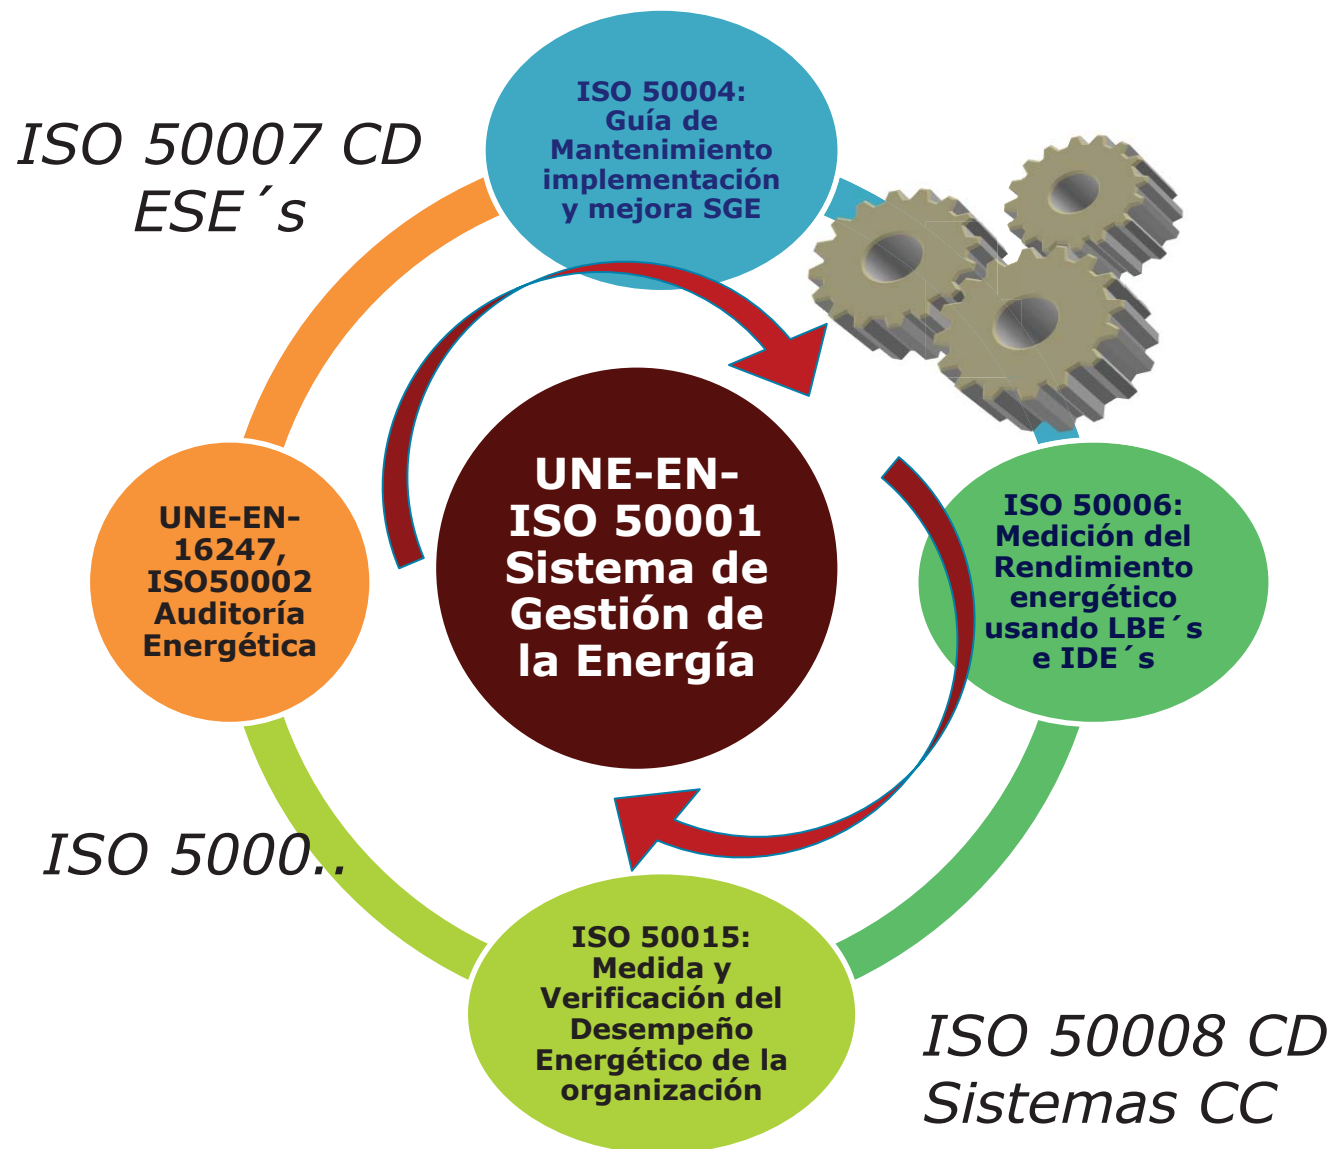 ISO 50004:
Guía de
Mantenimiento
implementación
y mejora SGE
ISO 50007 CD
ESE´s
UNE-EN-
ISO 50001
Sistema de
Gestión de
la Energía
UNE-EN-
16247,
ISO50002
Auditoría
Energética
ISO 50006:
Medición del
Rendimiento
energético
usando LBE´s
e IDE´s
ISO 5000..
ISO 50015:
Medida y
Verificación del
Desempeño
Energético de la
organización
ISO 50008 CD
Sistemas CC